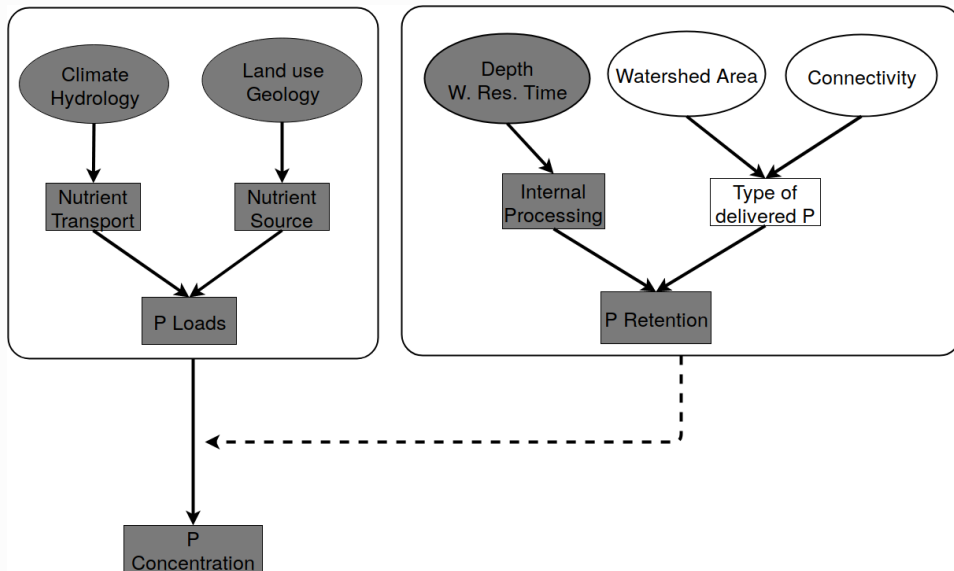 Climate
Hydrology
Land use
Geology
Depth
W. Res. Time
Watershed Area
Connectivity
Nutrient
Transport
Nutrient
Source
Internal
Processing
Type of
delivered P
P Loads
P Retention
P
Concentration